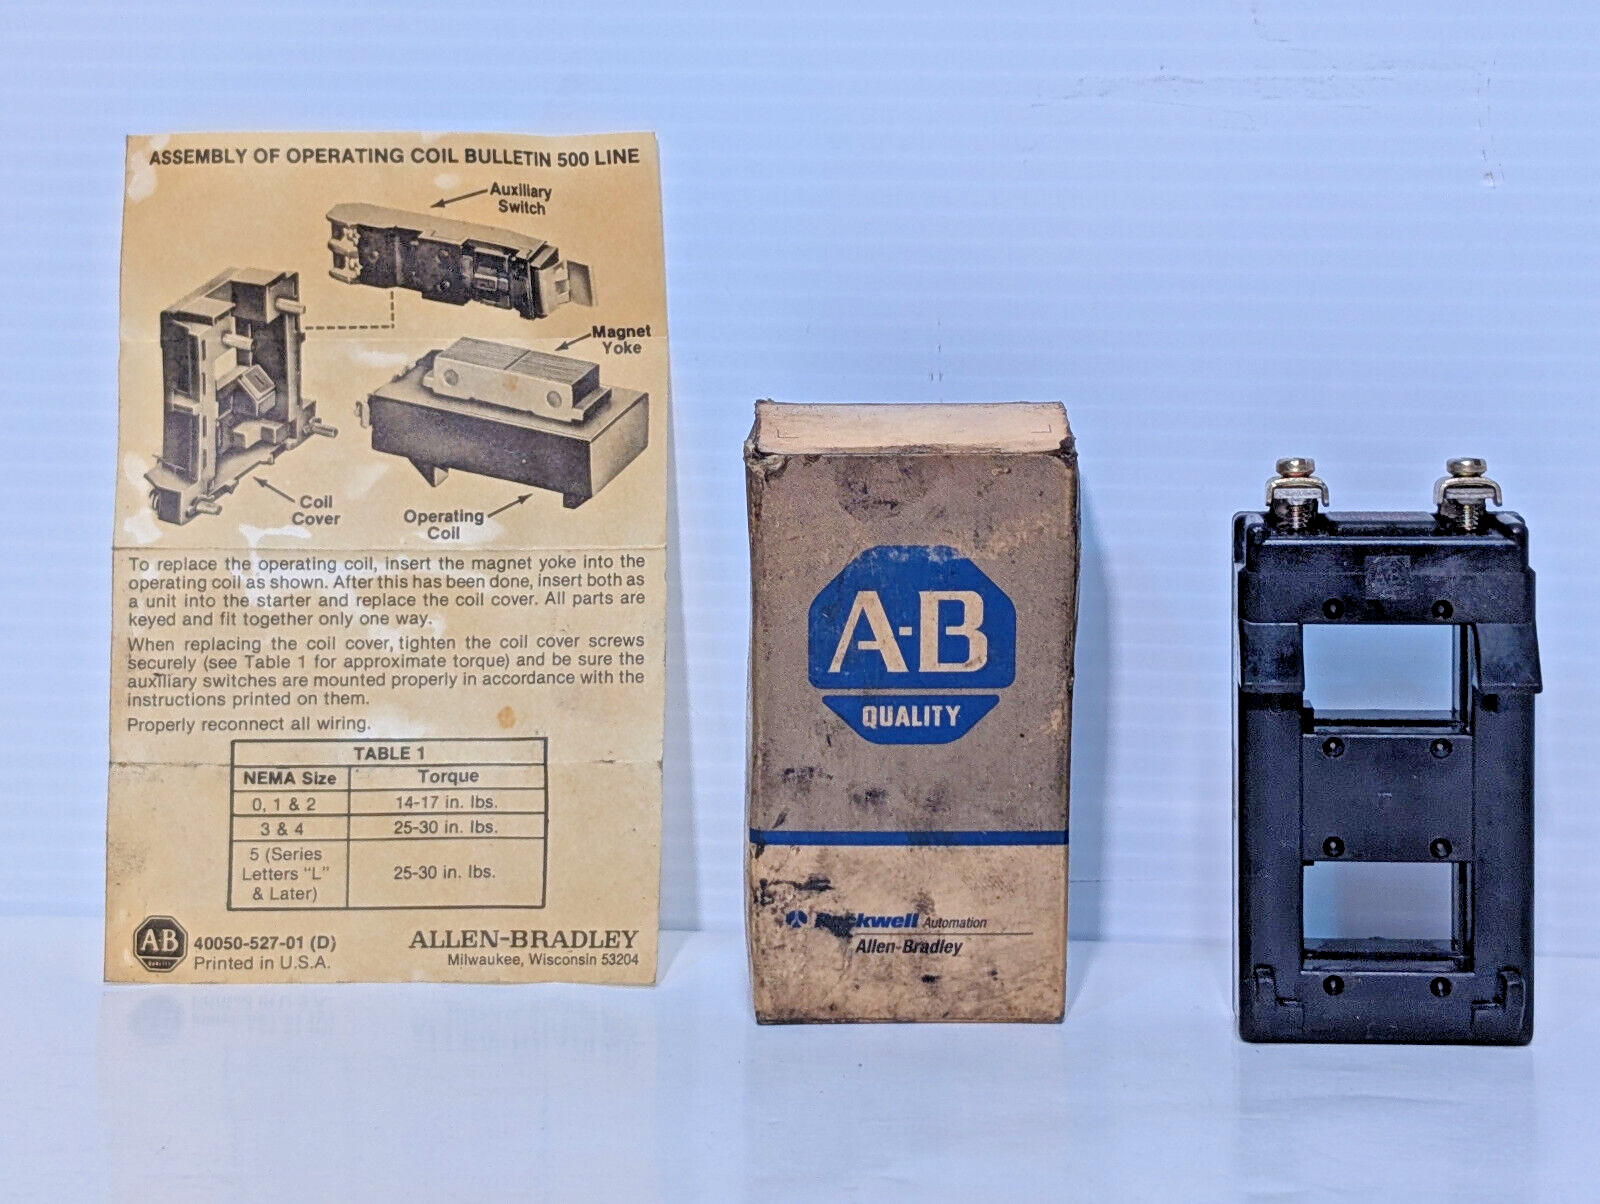 ASSEMBLY OF OPERATING COIL BULLETIN 500 LINE
Auxiliary
Switch
Magnet
Yoke
Coil
Cover
Operating
Coil
To replace the operating coil, insert the magnet yoke into the
operating coil as shown. After this has been done, insert both as
a unit into the starter and replace the coil cover. All parts are
keyed and fit together only one way.
When replacing the coil cover, tighten the coil cover screws
securely (see Table 1 for approximate torque) and be sure the
auxiliary switches are mounted properly in accordance with the
instructions printed on them.
Properly reconnect all wiring.
TABLE 1
NEMA Size Torque
0, 1 & 2 14-17 in. lbs.
3 & 4 25-30 in. lbs.
5 (Series
Letters "L" 25-30 in. lbs.
& Later)
A-B
QUALITY
40050-527-01 (D)
Printed in U.S.A.
ALLEN-BRADLEY
Milwaukee, Wisconsin 53204
A-B
QUALITY
Rockwell Automation
Allen-Bradley
AB